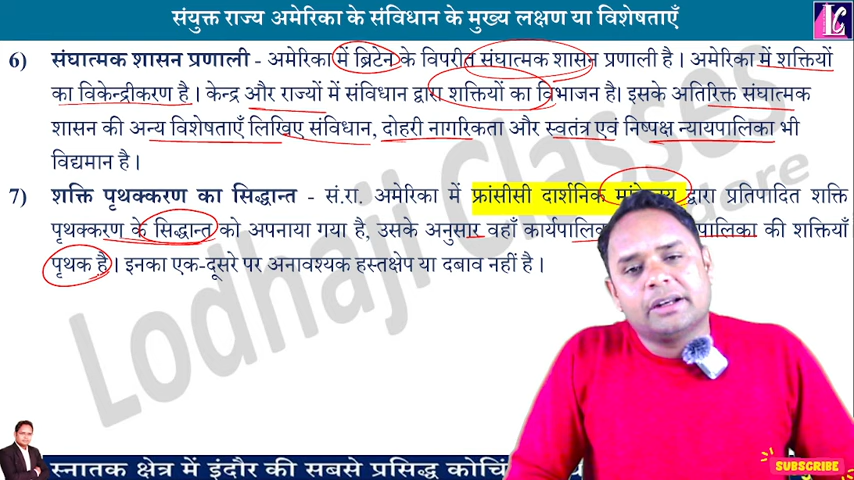 संयुक्त राज्य अमेरिका के संविधान के मुख्य लक्षण या विशेषताएँ
6) संघात्मक शासन प्रणाली - अमेरिका में ब्रिटेन के विपरीत संघात्मक शासन प्रणाली है। अमेरिका में शक्तियों
का विकेन्द्रीकरण है। केन्द्र और राज्यों में संविधान द्वारा शक्तियों का विभाजन है। इसके अतिरिक्त संघात्मक
शासन की अन्य विशेषताएँ लिखिए संविधान, दोहरी नागरिकता और स्वतंत्र एवं निष्पक्ष न्यायपालिका भी
विद्यमान है।
7) शक्ति पृथक्करण का सिद्धान्त - सं.रा. अमेरिका में फ्रांसीसी दार्शनिक द्वारा प्रतिपादित शक्ति
पृथक्करण के सिद्धान्त को अपनाया गया है, उसके अनुसार वहाँ कार्यपालिका की शक्तियाँ
पृथक है। इनका एक-दूसरे पर अनावश्यक हस्तक्षेप या दबाव नहीं है।
Lodhaji Classes
स्नातक क्षेत्र में इंदौर की सबसे प्रसिद्ध
SUBSCRIBE